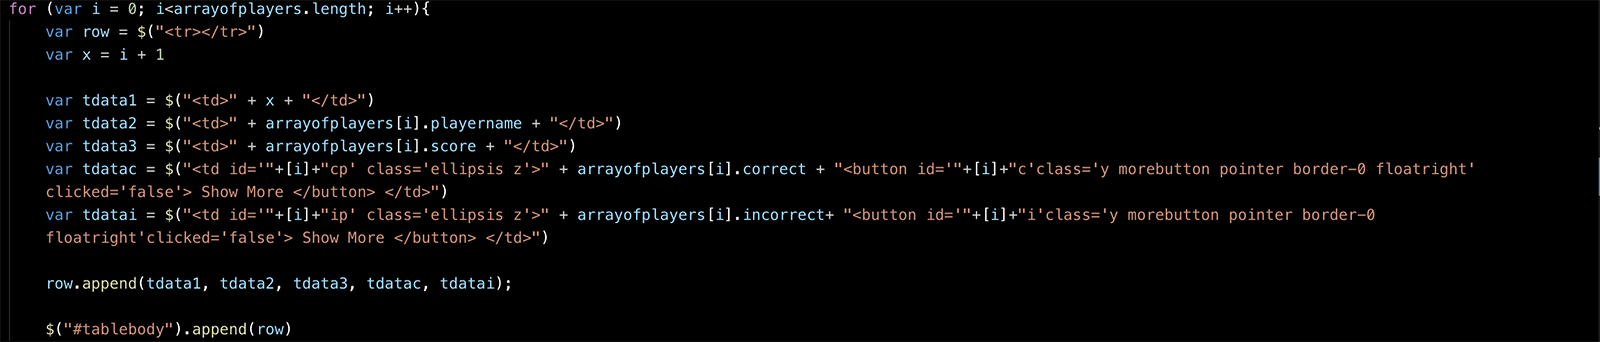 for (var i = 0; i<arrayofplayers.length; i++){
var row = $("<tr></tr>")
var x = i + 1
var tdata1 = $("<td>" + x + "</td>")
var tdata2 = $("<td>" + arrayofplayers[i].playername + "</td>")
var tdata3 = $("<td>" + arrayofplayers[i].score + "</td>")
var tdatac = $("<td id='"+[i]+"cp' class='ellipsis z'>" + arrayofplayers[i].correct + "<button id='"+[i]+"c'class='y morebutton pointer border-0 floatright'
clicked='false'> Show More </button> </td>")
var tdatai = $("<td id='"+[i]+"ip' class='ellipsis z'>" + arrayofplayers[i].incorrect+ "<button id='"+[i]+"i'class='y morebutton pointer border-0
floatright'clicked='false'> Show More </button> </td>")
row.append(tdata1, tdata2, tdata3, tdatac, tdatai);
$("#tablebody").append(row)